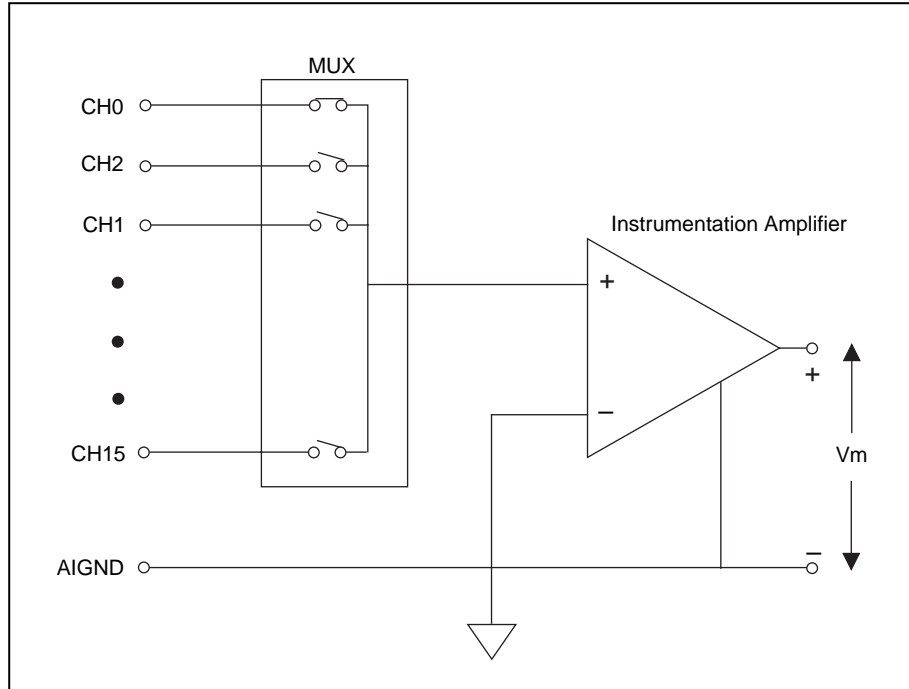 MUX
CH0
CH2
CH1
Instrumentation Amplifier
+
−
+
CH15
Vm
AIGND
−